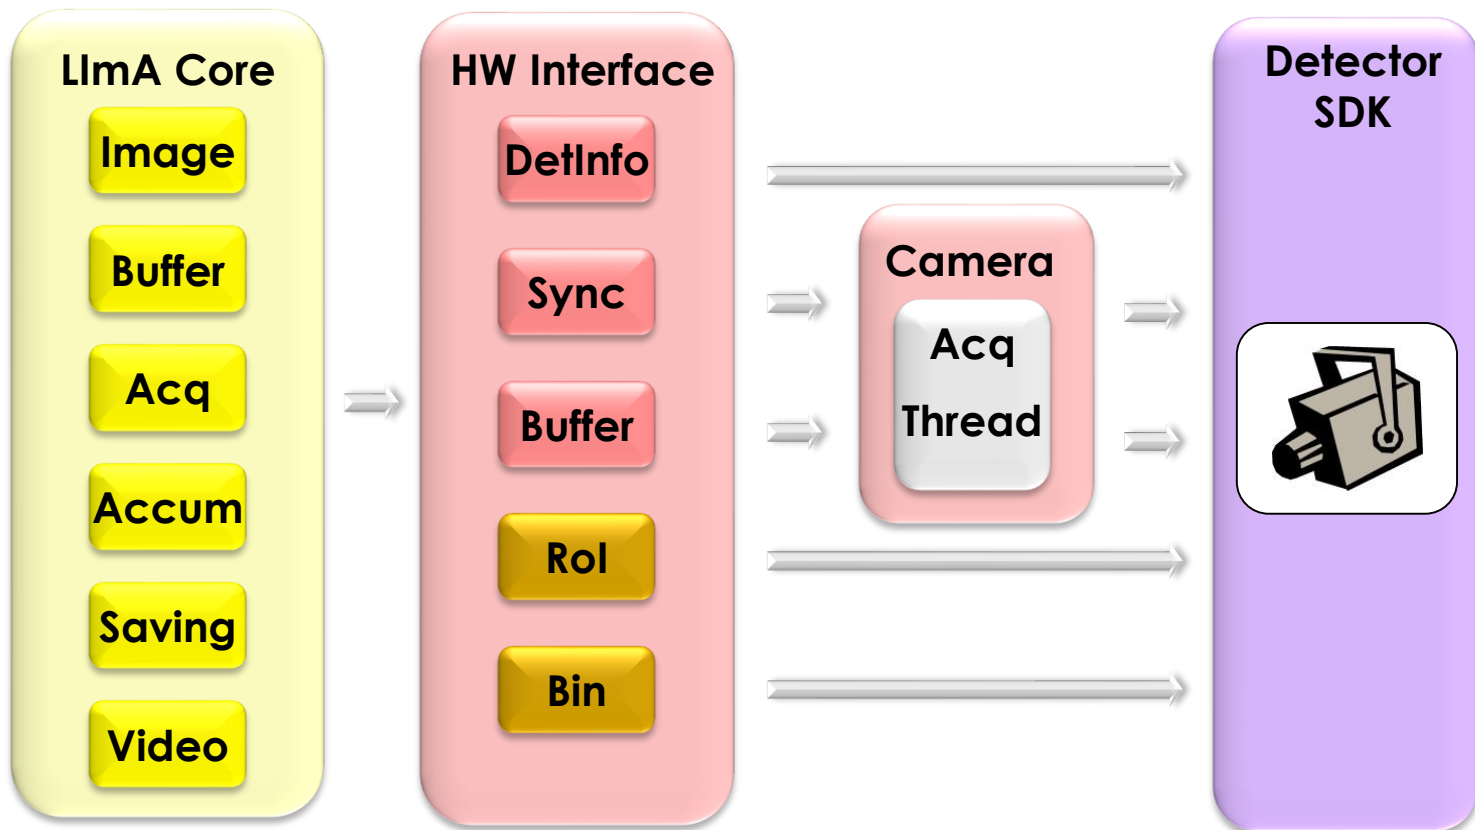 LImA Core
Image
Buffer
Acq
Accum
Saving
Video
HW Interface
DetInfo
Sync
Buffer
RoI
Bin
Camera
Acq
Thread
Detector
SDK